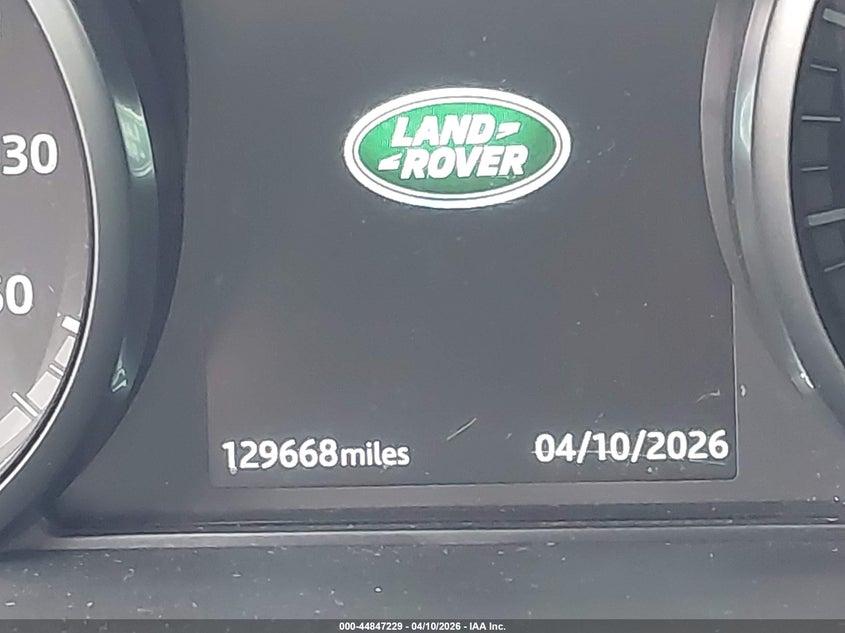 30
LAND
ROVER
129668miles
04/10/2026
000-44847229 - 04/10/2026 - IAA Inc.